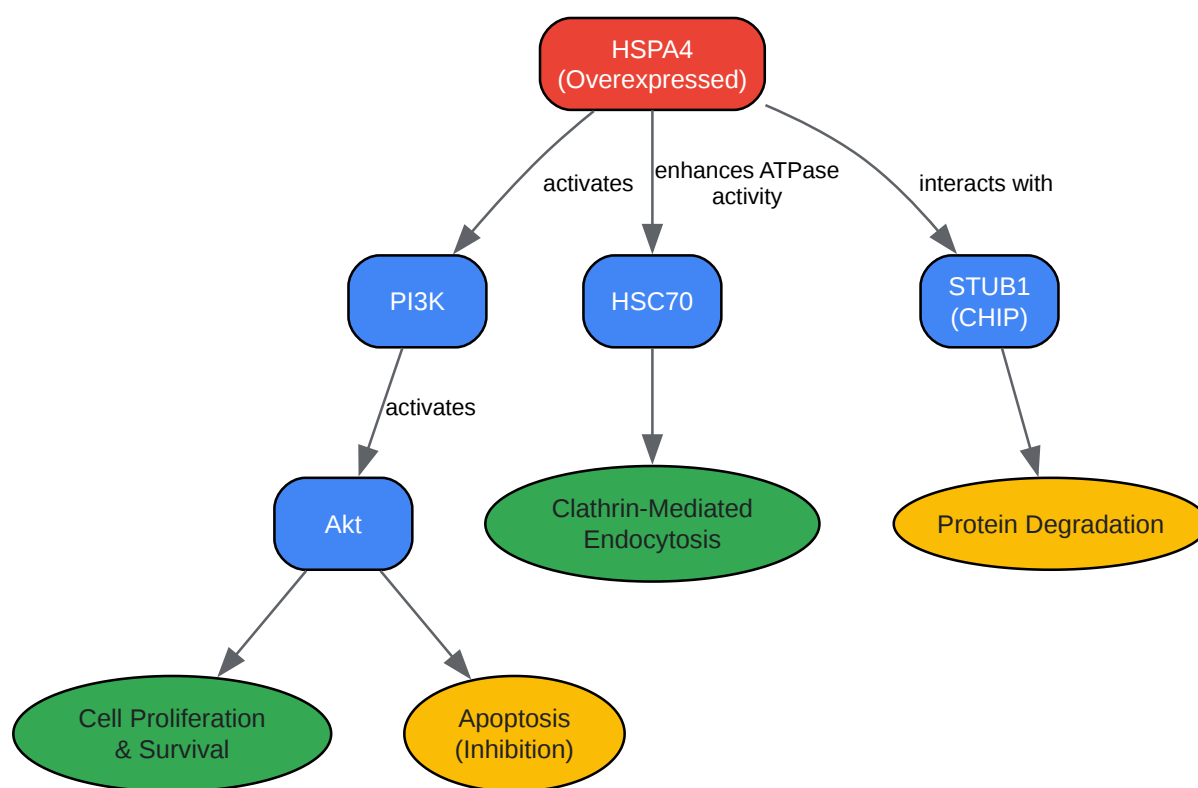 HSPA4
(Overexpressed)
activates
enhances ATPase
activity
interacts with
PI3K
HSC70
STUB1
(CHIP)
activates
Akt
Clathrin-Mediated
Endocytosis
Protein Degradation
Cell Proliferation
& Survival
Apoptosis
(Inhibition)